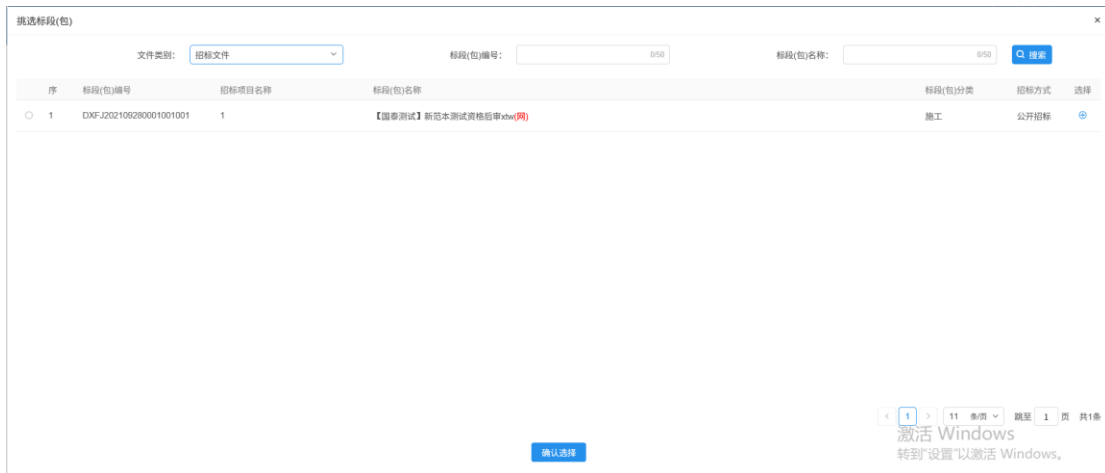 挑选标段(包) ×
文件类别: 招标文件 标段(包)编号: 0/50 标段(包)名称: 0/50 搜索
序 标段(包)编号 招标项目名称 标段(包)名称 标段(包)分类 招标方式 选择
1 DXFJ202109280001001001 1 【国泰测试】新范本测试资格后审xtw(网) 施工 公开招标
< 1 > 11 条/页 跳至 1 页 共1条
激活 Windows
确认选择 转到"设置"以激活 Windows。